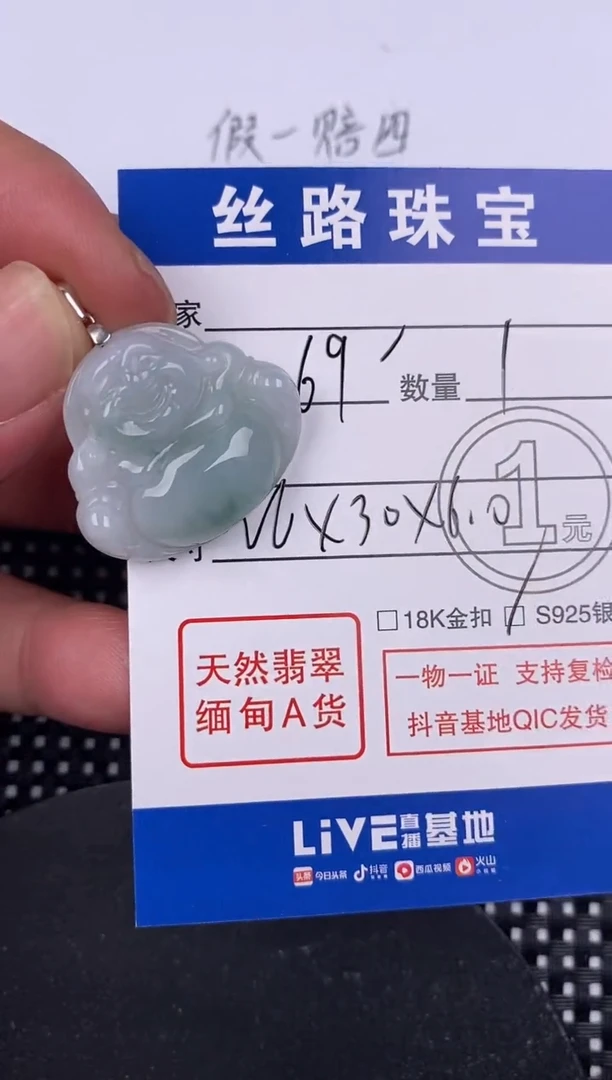 假一赔四
丝路珠宝
家
69
数量 1
X30X6.0
1元
□18K金扣 □S925银
天然翡翠
缅甸A货
一物一证 支持复检
抖音基地QIC发货
LiVE直播基地
头条 今日头条 抖音 西瓜视频 火山